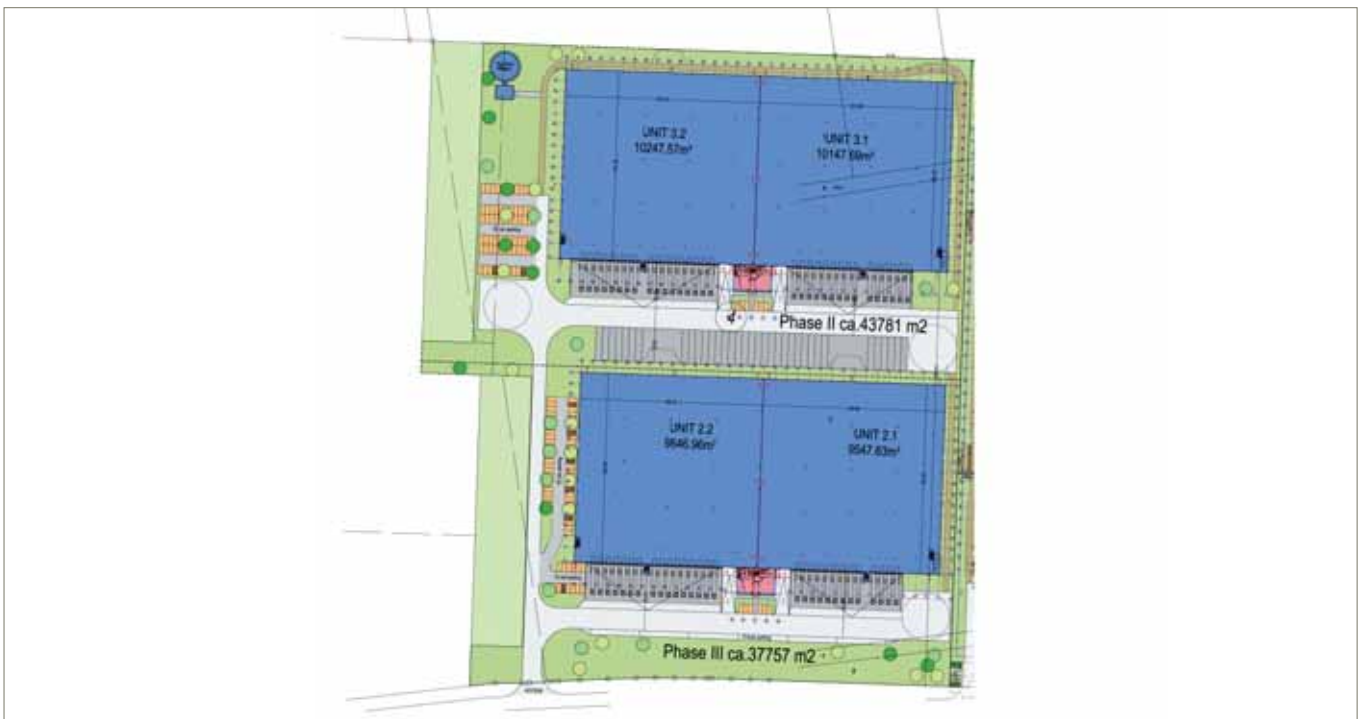 UNIT 3.2
10247.57m²
UNIT 3.1
10147.69m²
Phase II ca.43781 m2
UNIT 2.2
9646.96m²
UNIT 2.1
9547.63m²
Phase III ca.37757 m2